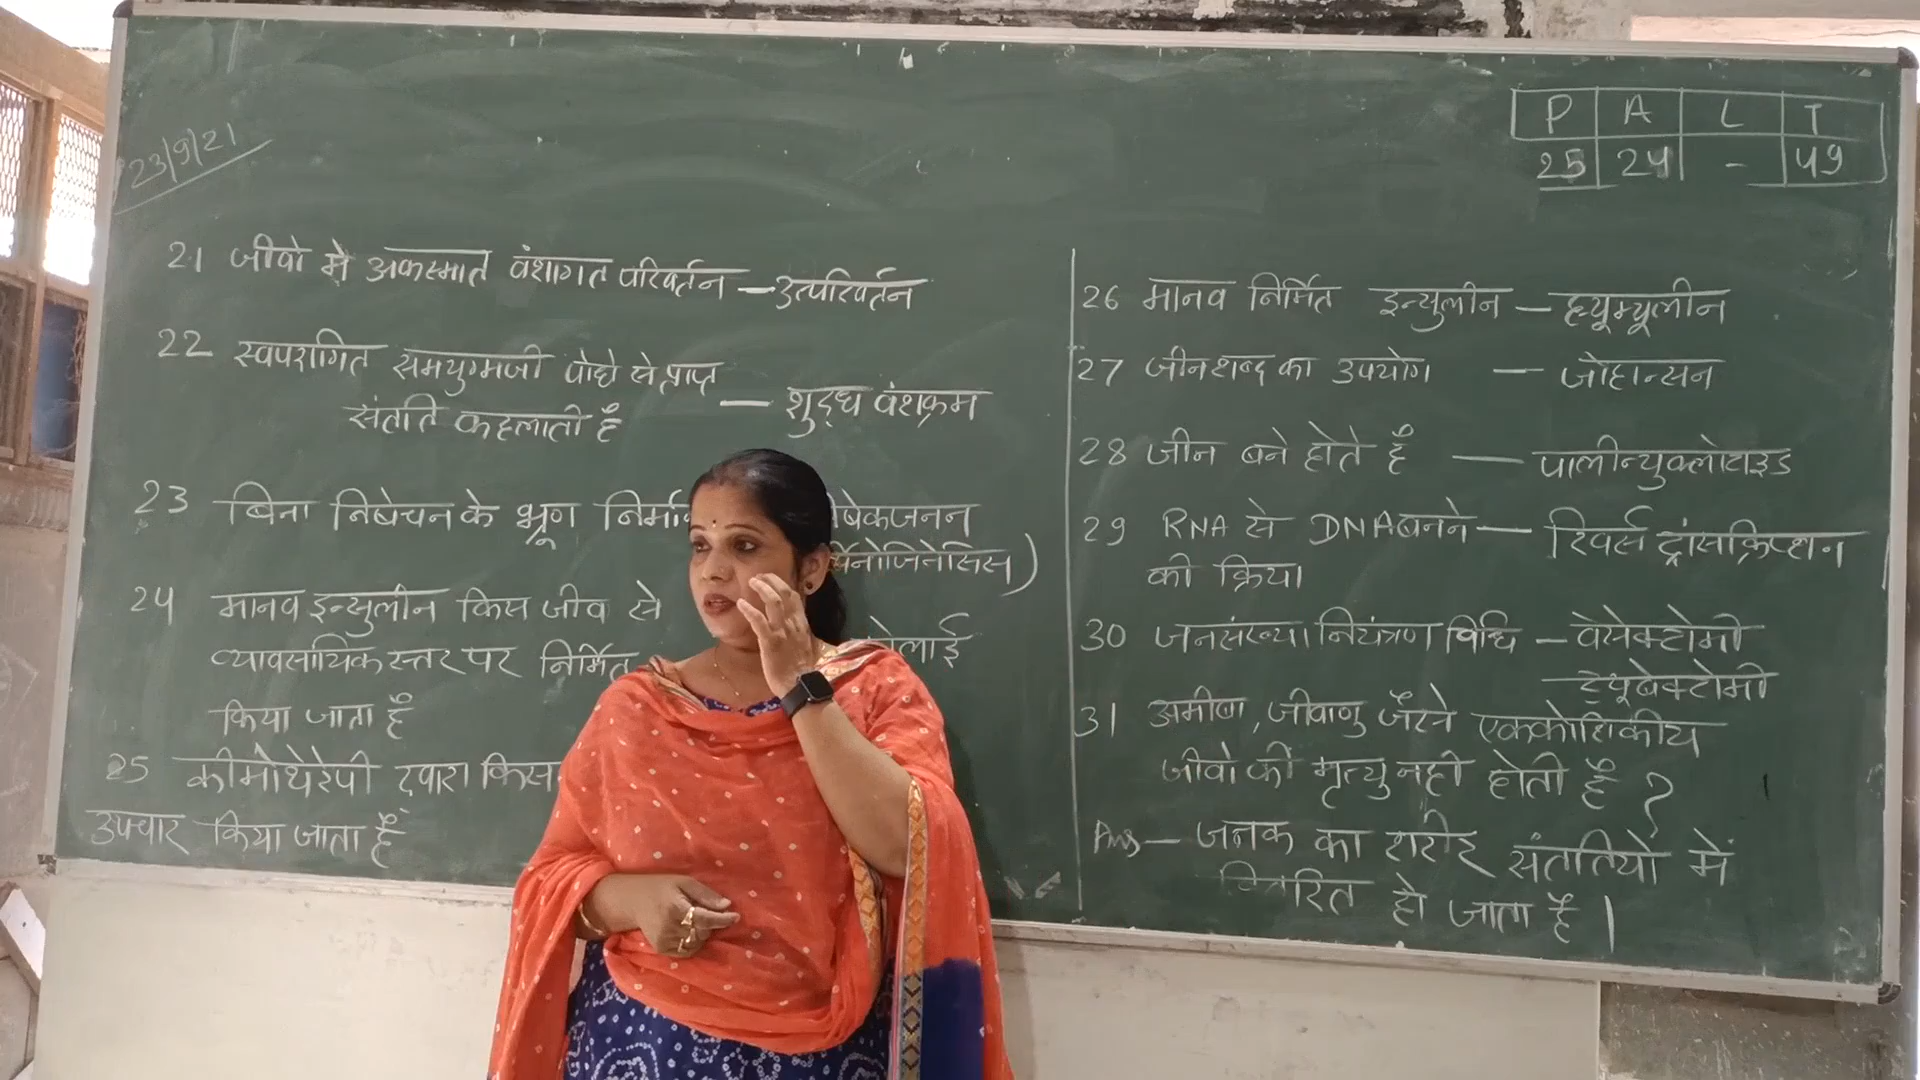 23/9/21
P A L T
25 24 - 49
21 जीवो मे अकस्मात वंशागत परिवर्तन — उत्परिवर्तन
22 स्वपरागित समयुग्मजी पौधे से प्राप्त
संतति कहलाती हैं — शुद्ध वंशक्रम
23 बिना निषेचन के भ्रूण
24 मानव इन्सुलीन किस जीव से
व्यावसायिक स्तर पर निर्मित
किया जाता हैं
25 कीमोथेरेपी द्वारा किस
उपचार किया जाता हैं
26 मानव निर्मित इन्सुलीन — ह्यूम्यूलीन
27 जीन शब्द का उपयोग — जोहान्सन
28 जीन बने होते हैं — पालीन्युक्लोटाइड
29 RNA से DNA बनने — रिवर्स ट्रांसक्रिप्शन
की क्रिया
30 जनसंख्या नियंत्रण विधि — वेसेक्टोमी
ट्यूबेक्टोमी
31 अमीबा, जीवाणु जैसे एककोशिकीय
जीवो की मृत्यु नही होती हैं ?
Ans — जनक का शरीर संततियो में
वितरित हो जाता हैं |